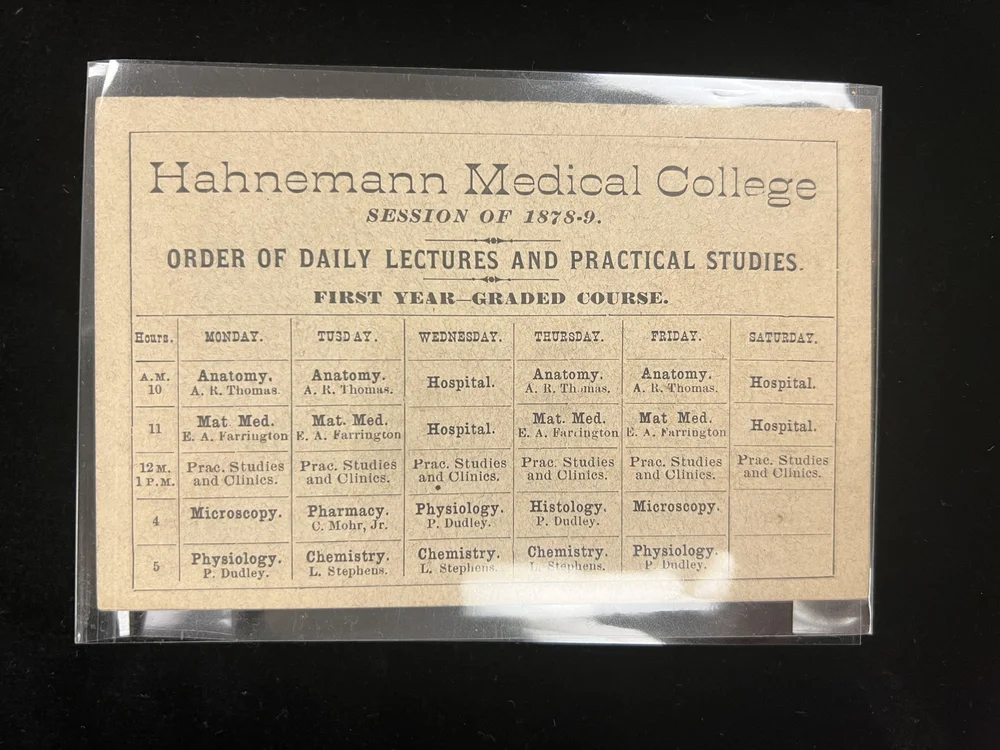 Hahnemann Medical College
SESSION OF 1878-9.
ORDER OF DAILY LECTURES AND PRACTICAL STUDIES.
FIRST YEAR—GRADED COURSE.
Hours. MONDAY. TUSDAY. WEDNESDAY. THURSDAY. FRIDAY. SATURDAY.
A.M. Anatomy. Anatomy. Hospital. Anatomy. Anatomy. Hospital.
10 A. R. Thomas. A. R. Thomas. A. R. Thomas. A. R. Thomas.
11 Mat Med. Mat. Med. Hospital. Mat. Med. Mat Med. Hospital.
E. A. Farrington E. A. Farrington E. A. Farrington E. A. Farrington
12 M. Prac. Studies Prac. Studies Prac. Studies Prac. Studies Prac. Studies Prac. Studies
1 P.M. and Clinics. and Clinics. and Clinics. and Clinics. and Clinics. and Clinics.
4 Microscopy. Pharmacy. Physiology. Histology. Microscopy.
C. Mohr, Jr. P. Dudley. P. Dudley.
5 Physiology. Chemistry. Chemistry. Chemistry. Physiology.
P. Dudley. L. Stephens. L. Stephens. L. Stephens. P. Dudley.